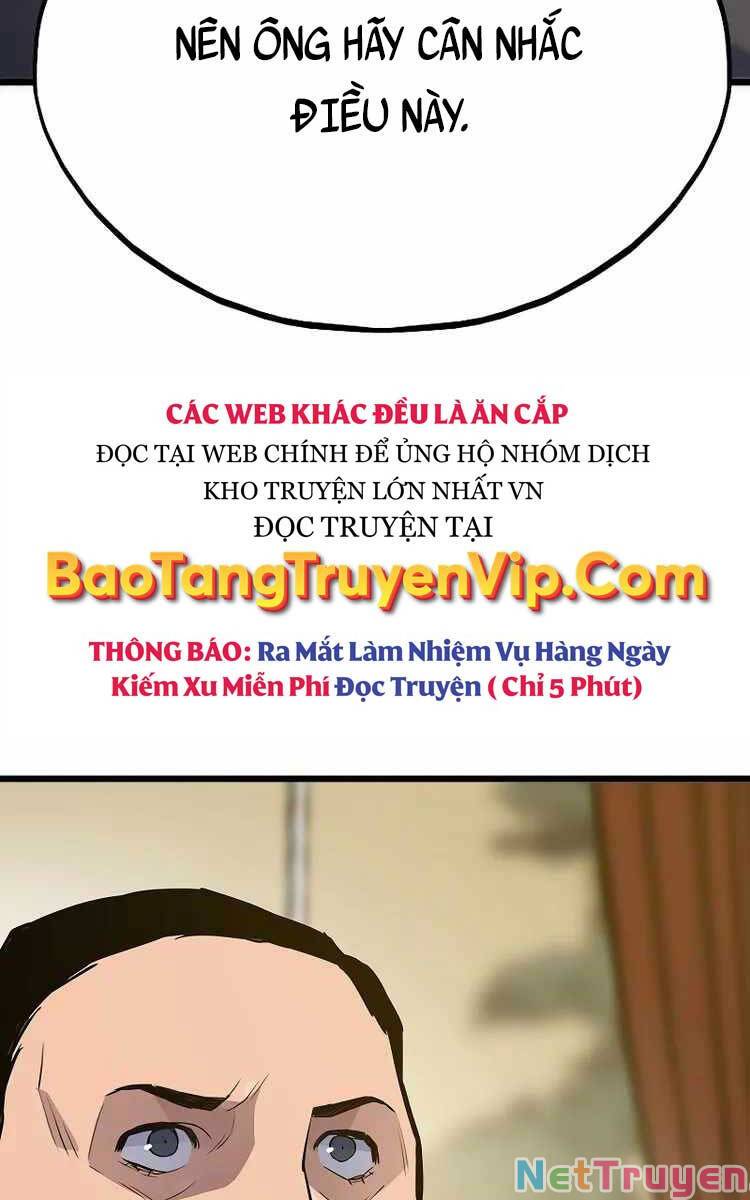 NÊN ÔNG HÃY CÂN NHẮC
ĐIỀU NÀY.
CÁC WEB KHÁC ĐỀU LÀ ĂN CẮP
ĐỌC TẠI WEB CHÍNH ĐỂ ỦNG HỘ NHÓM DỊCH
KHO TRUYỆN LỚN NHẤT VN
ĐỌC TRUYỆN TẠI
BaoTangTruyenVip.Com
THÔNG BÁO: Ra Mắt Làm Nhiệm Vụ Hàng Ngày
Kiếm Xu Miễn Phí Đọc Truyện ( Chỉ 5 Phút)
NetTruyen